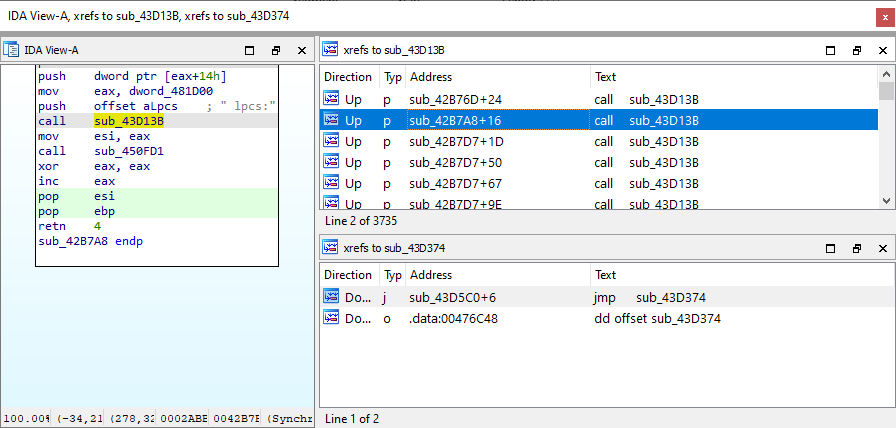 IDA View-A, xrefs to sub_43D13B, xrefs to sub_43D374
IDA View-A
push dword ptr [eax+14h]
mov eax, dword_481D00
push offset aLpcs ; " lpcs:"
call sub_43D13B
mov esi, eax
call sub_450FD1
xor eax, eax
inc eax
pop esi
pop ebp
retn 4
sub_42B7A8 endp
100.00% (-34,21 (278,32 0002ABE 0042B7E (Synchr
xrefs to sub_43D13B
Direction Typ Address Text
Up p sub_42B76D+24 call sub_43D13B
Up p sub_42B7A8+16 call sub_43D13B
Up p sub_42B7D7+1D call sub_43D13B
Up p sub_42B7D7+50 call sub_43D13B
Up p sub_42B7D7+67 call sub_43D13B
Up p sub_42B7D7+9E call sub_43D13B
Line 2 of 3735
xrefs to sub_43D374
Direction Typ Address Text
Do... j sub_43D5C0+6 jmp sub_43D374
Do... o .data:00476C48 dd offset sub_43D374
Line 1 of 2